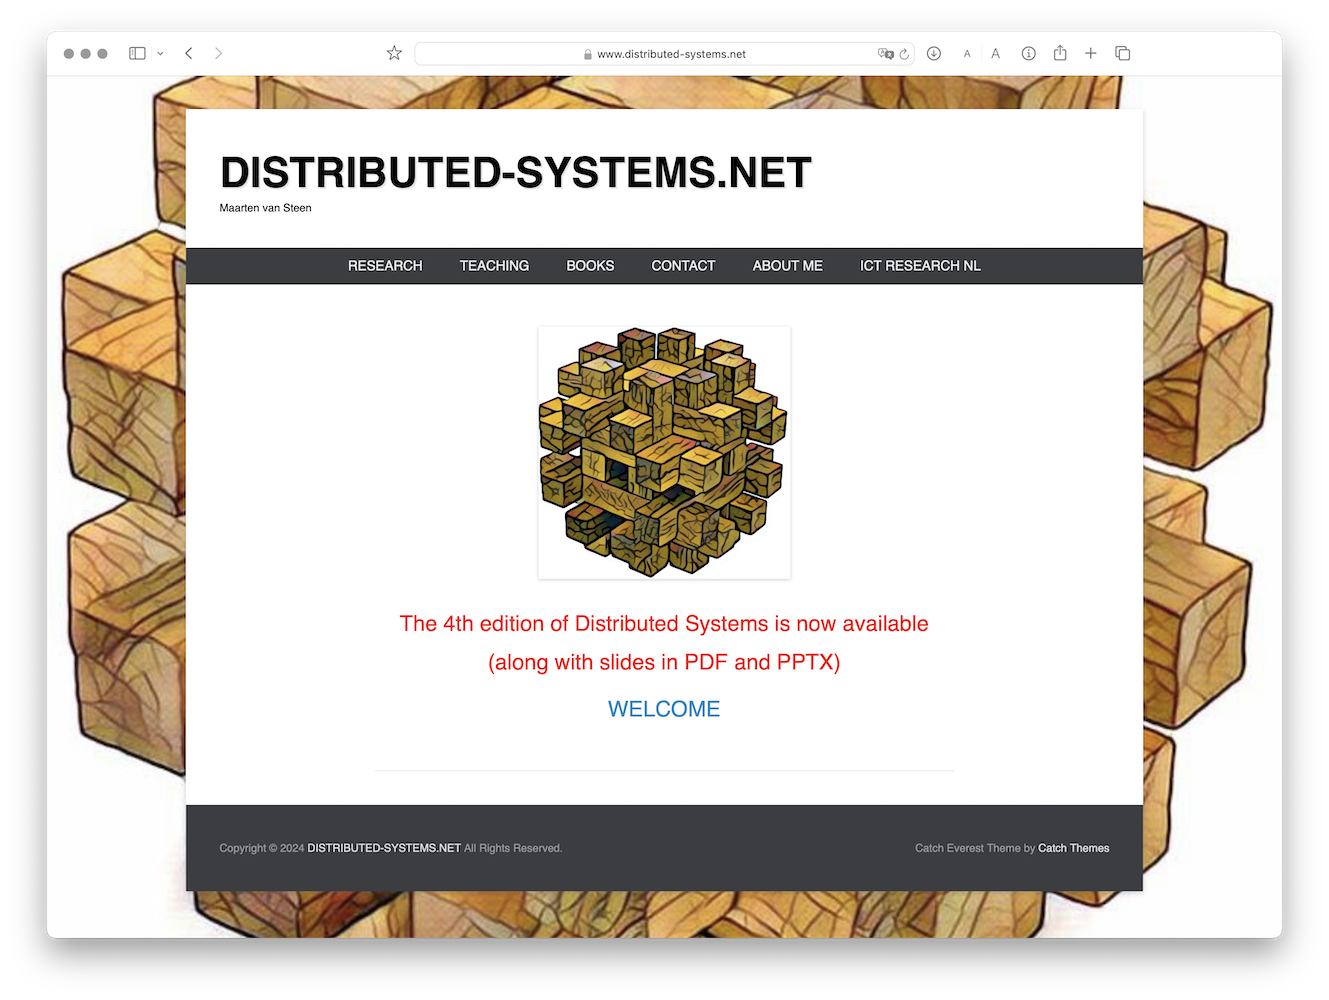 www.distributed-systems.net
A A
DISTRIBUTED-SYSTEMS.NET
Maarten van Steen
RESEARCH TEACHING BOOKS CONTACT ABOUT ME ICT RESEARCH NL
The 4th edition of Distributed Systems is now available
(along with slides in PDF and PPTX)
WELCOME
Copyright © 2024 DISTRIBUTED-SYSTEMS.NET All Rights Reserved.
Catch Everest Theme by Catch Themes